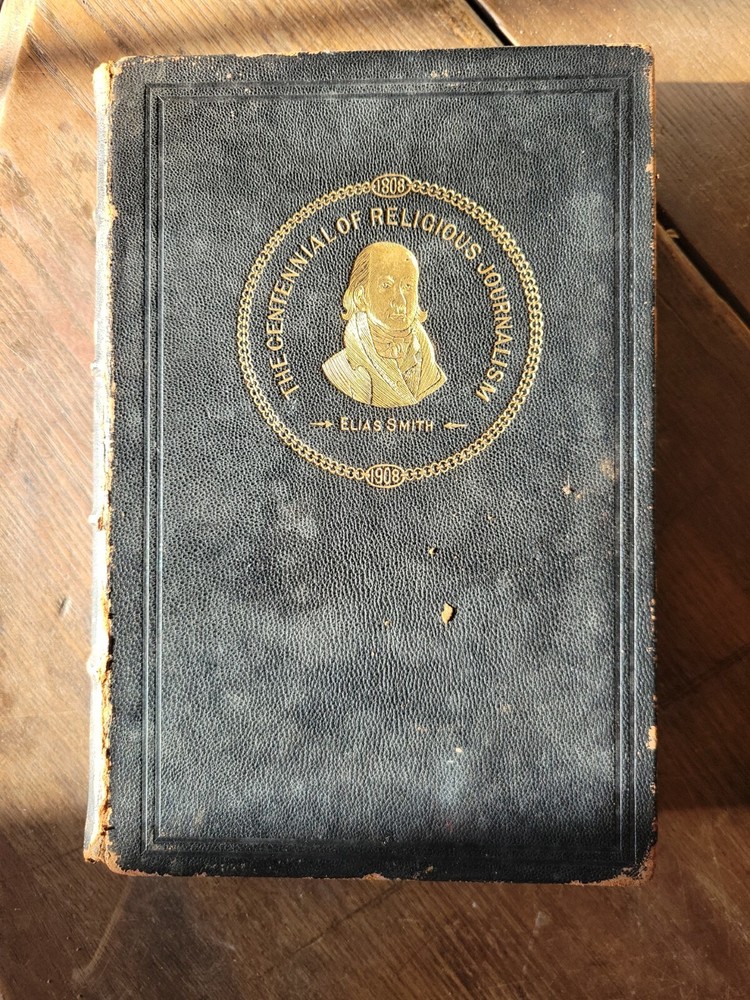 1808
THE CENTENNIAL OF RELIGIOUS JOURNALISM
ELIAS SMITH
1908